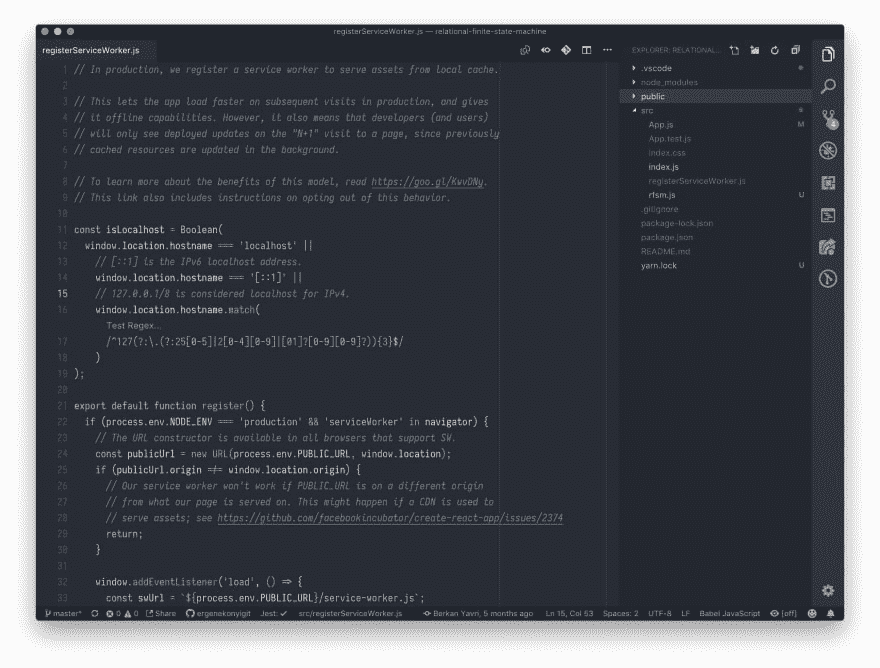 registerServiceWorker.js — relational-finite-state-machine
registerServiceWorker.js
1 // In production, we register a service worker to serve assets from local cache.
2
3 // This lets the app load faster on subsequent visits in production, and gives
4 // it offline capabilities. However, it also means that developers (and users)
5 // will only see deployed updates on the "N+1" visit to a page, since previously
6 // cached resources are updated in the background.
7
8 // To learn more about the benefits of this model, read https://goo.gl/KwvDNy.
9 // This link also includes instructions on opting out of this behavior.
10
11 const isLocalhost = Boolean(
12 window.location.hostname === 'localhost' ||
13 // [::1] is the IPv6 localhost address.
14 window.location.hostname === '[::1]' ||
15 // 127.0.0.1/8 is considered localhost for IPv4.
16 window.location.hostname.match(
Test Regex...
17 /^127(?:\.(?:25[0-5]|2[0-4][0-9]|[01]?[0-9][0-9]?)){3}$/
18 )
19 );
20
21 export default function register() {
22 if (process.env.NODE_ENV === 'production' && 'serviceWorker' in navigator) {
23 // The URL constructor is available in all browsers that support SW.
24 const publicUrl = new URL(process.env.PUBLIC_URL, window.location);
25 if (publicUrl.origin !== window.location.origin) {
26 // Our service worker won't work if PUBLIC_URL is on a different origin
27 // from what our page is served on. This might happen if a CDN is used to
28 // serve assets; see https://github.com/facebookincubator/create-react-app/issues/2374
29 return;
30 }
31
32 window.addEventListener('load', () => {
33 const swUrl = `${process.env.PUBLIC_URL}/service-worker.js`;
EXPLORER: RELATIONAL...
.vscode
node_modules
public
src
App.js M
App.test.js
index.css
index.js
registerServiceWorker.js
rfsm.js U
.gitignore
package-lock.json
package.json
README.md
yarn.lock U
4
master* 0 0 Share ergenekonyigit Jest: ✓ src/registerServiceWorker.js Berkan Yavri, 5 months ago Ln 15, Col 53 Spaces: 2 UTF-8 LF Babel JavaScript [off]